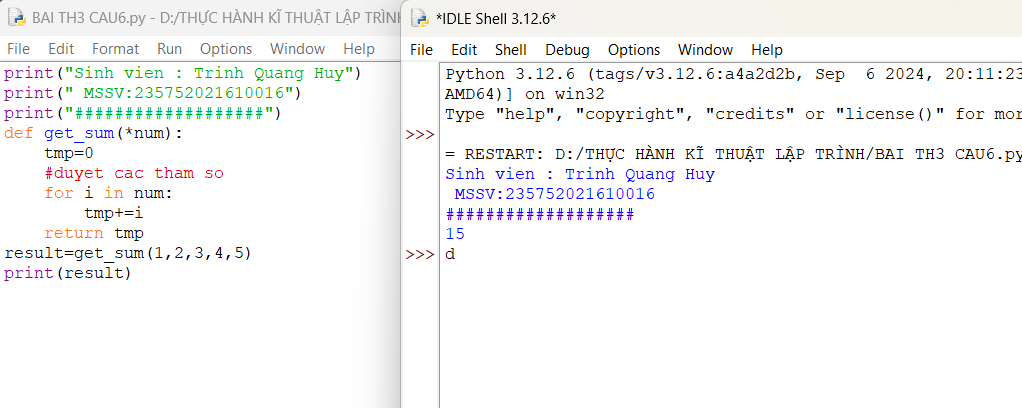 BAI TH3 CAU6.py - D:/THỰC HÀNH KĨ THUẬT LẬP TRÌNH
File Edit Format Run Options Window Help
print("Sinh vien : Trinh Quang Huy")
print(" MSSV:235752021610016")
print("###################")
def get_sum(*num):
    tmp=0
    #duyet cac tham so
    for i in num:
        tmp+=i
    return tmp
result=get_sum(1,2,3,4,5)
print(result)
*IDLE Shell 3.12.6*
File Edit Shell Debug Options Window Help
Python 3.12.6 (tags/v3.12.6:a4a2d2b, Sep  6 2024, 20:11:23
AMD64)] on win32
Type "help", "copyright", "credits" or "license()" for mor
>>>
= RESTART: D:/THỰC HÀNH KĨ THUẬT LẬP TRÌNH/BAI TH3 CAU6.py
Sinh vien : Trinh Quang Huy
 MSSV:235752021610016
###################
15
>>> d